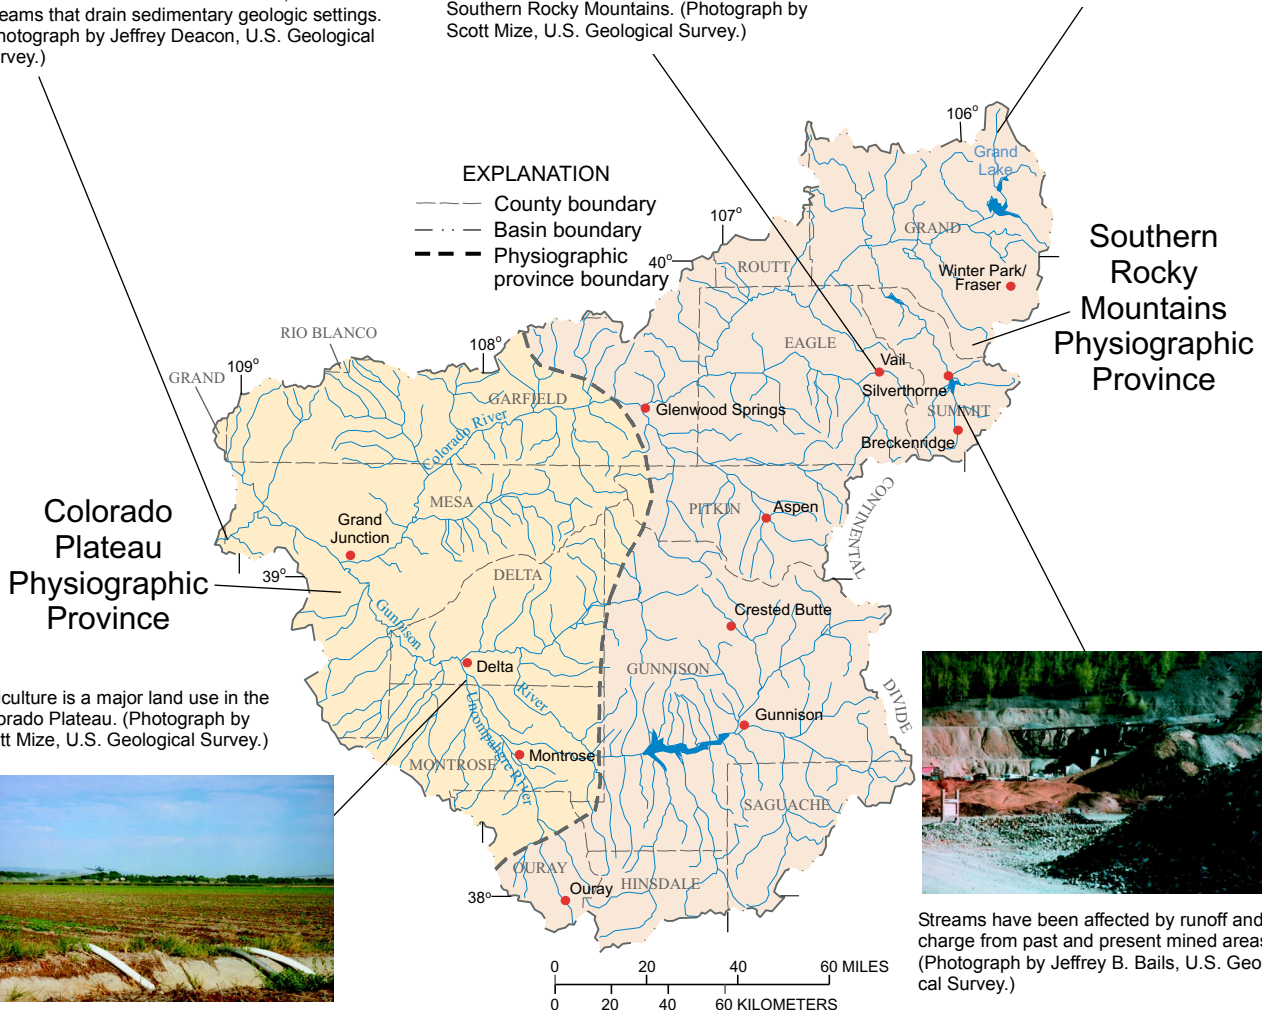 eams that drain sedimentary geologic settings.
hotograph by Jeffrey Deacon, U.S. Geological
rvey.)
Southern Rocky Mountains. (Photograph by
Scott Mize, U.S. Geological Survey.)
EXPLANATION
County boundary
Basin boundary
Physiographic
province boundary
106°
Grand
Lake
107°
GRAND
40°
ROUTT
Winter Park/
Fraser
Southern
Rocky
Mountains
Physiographic
Province
RIO BLANCO
108°
EAGLE
Vail
GRAND
109°
Silverthorne
GARFIELD
Glenwood Springs
SUMMIT
Colorado River
Breckenridge
MESA
PITKIN
Aspen
CONTINENTAL
Colorado
Plateau
Physiographic
Province
Grand
Junction
39°
DELTA
Gunnison
Crested Butte
Delta
GUNNISON
River
DIVIDE
Uncompahgre River
Gunnison
Montrose
MONTROSE
SAGUACHE
iculture is a major land use in the
orado Plateau. (Photograph by
tt Mize, U.S. Geological Survey.)
OURAY
38°
Ouray
HINSDALE
0 20 40 60 MILES
0 20 40 60 KILOMETERS
Streams have been affected by runoff and
charge from past and present mined areas
(Photograph by Jeffrey B. Bails, U.S. Geo
cal Survey.)